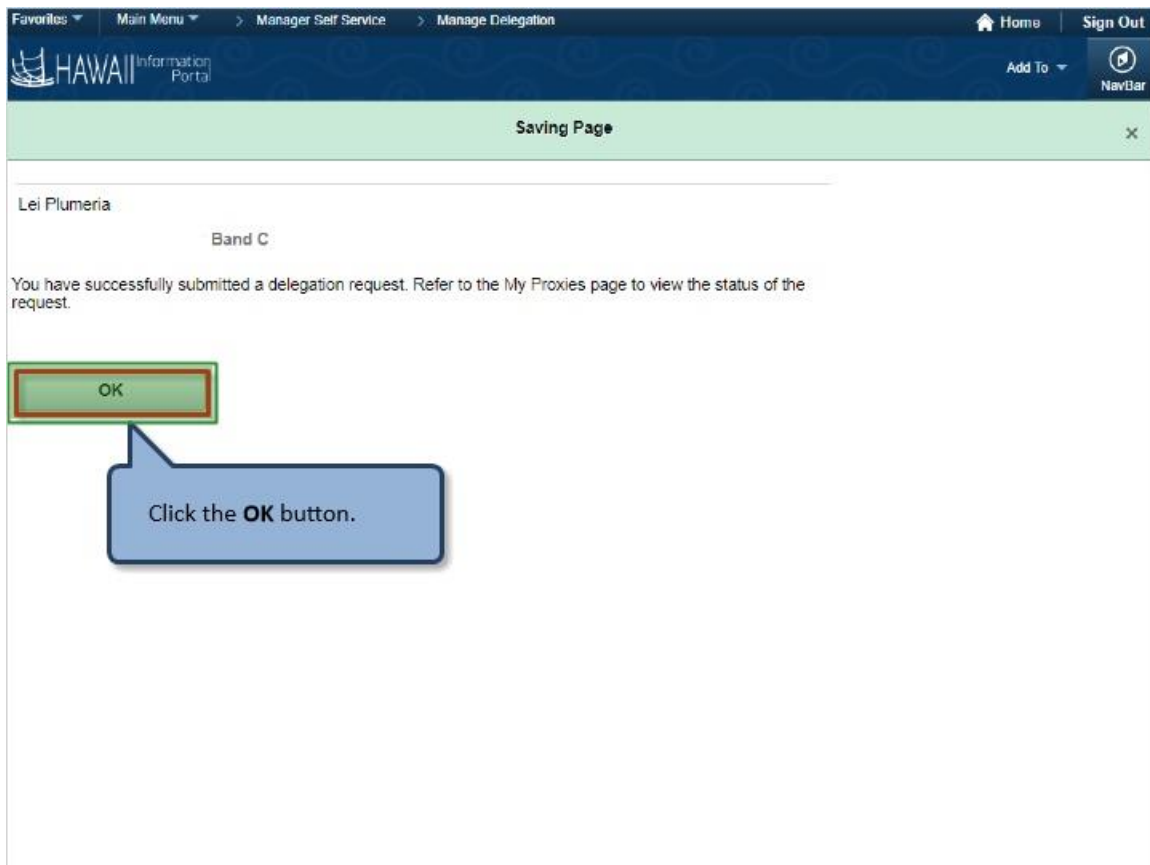 Favorites Main Menu > Manager Self Service > Manage Delegation Home Sign Out
HAWAII Information Portal Add To NavBar
Saving Page ×
Lei Plumeria
Band C
You have successfully submitted a delegation request. Refer to the My Proxies page to view the status of the
request.
OK
Click the OK button.